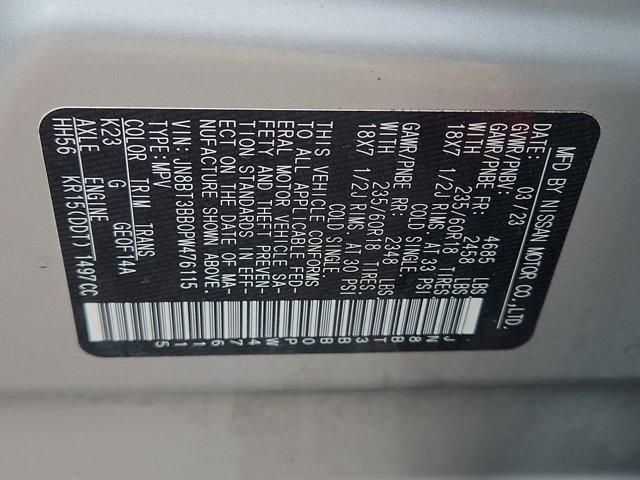 MFD BY NISSAN MOTOR CO.,LTD.
DATE: 03/23
GVWR/PNBV: 4685 LBS
GAWR/PNBE FR: 2458 LBS
WITH 235/60R18 TIRES,
18X7 1/2J RIMS, AT 33 PSI
COLD SINGLE
GAWR/PNBE RR: 2348 LBS
WITH 235/60R18 TIRES,
18X7 1/2J RIMS, AT 30 PSI
COLD SINGLE
THIS VEHICLE CONFORMS
TO ALL APPLICABLE FED-
ERAL MOTOR VEHICLE SA-
FETY AND THEFT PREVEN-
TION STANDARDS IN EFF-
ECT ON THE DATE OF MA-
NUFACTURE SHOWN ABOVE.
VIN: JN8BT3BB0PW476115
TYPE: MPV
COLOR TRIM TRANS
K23 G GE0F14A
AXLE ENGINE
HH56 KR15(DDT) 1497CC
JN8BT3BB0PW476115